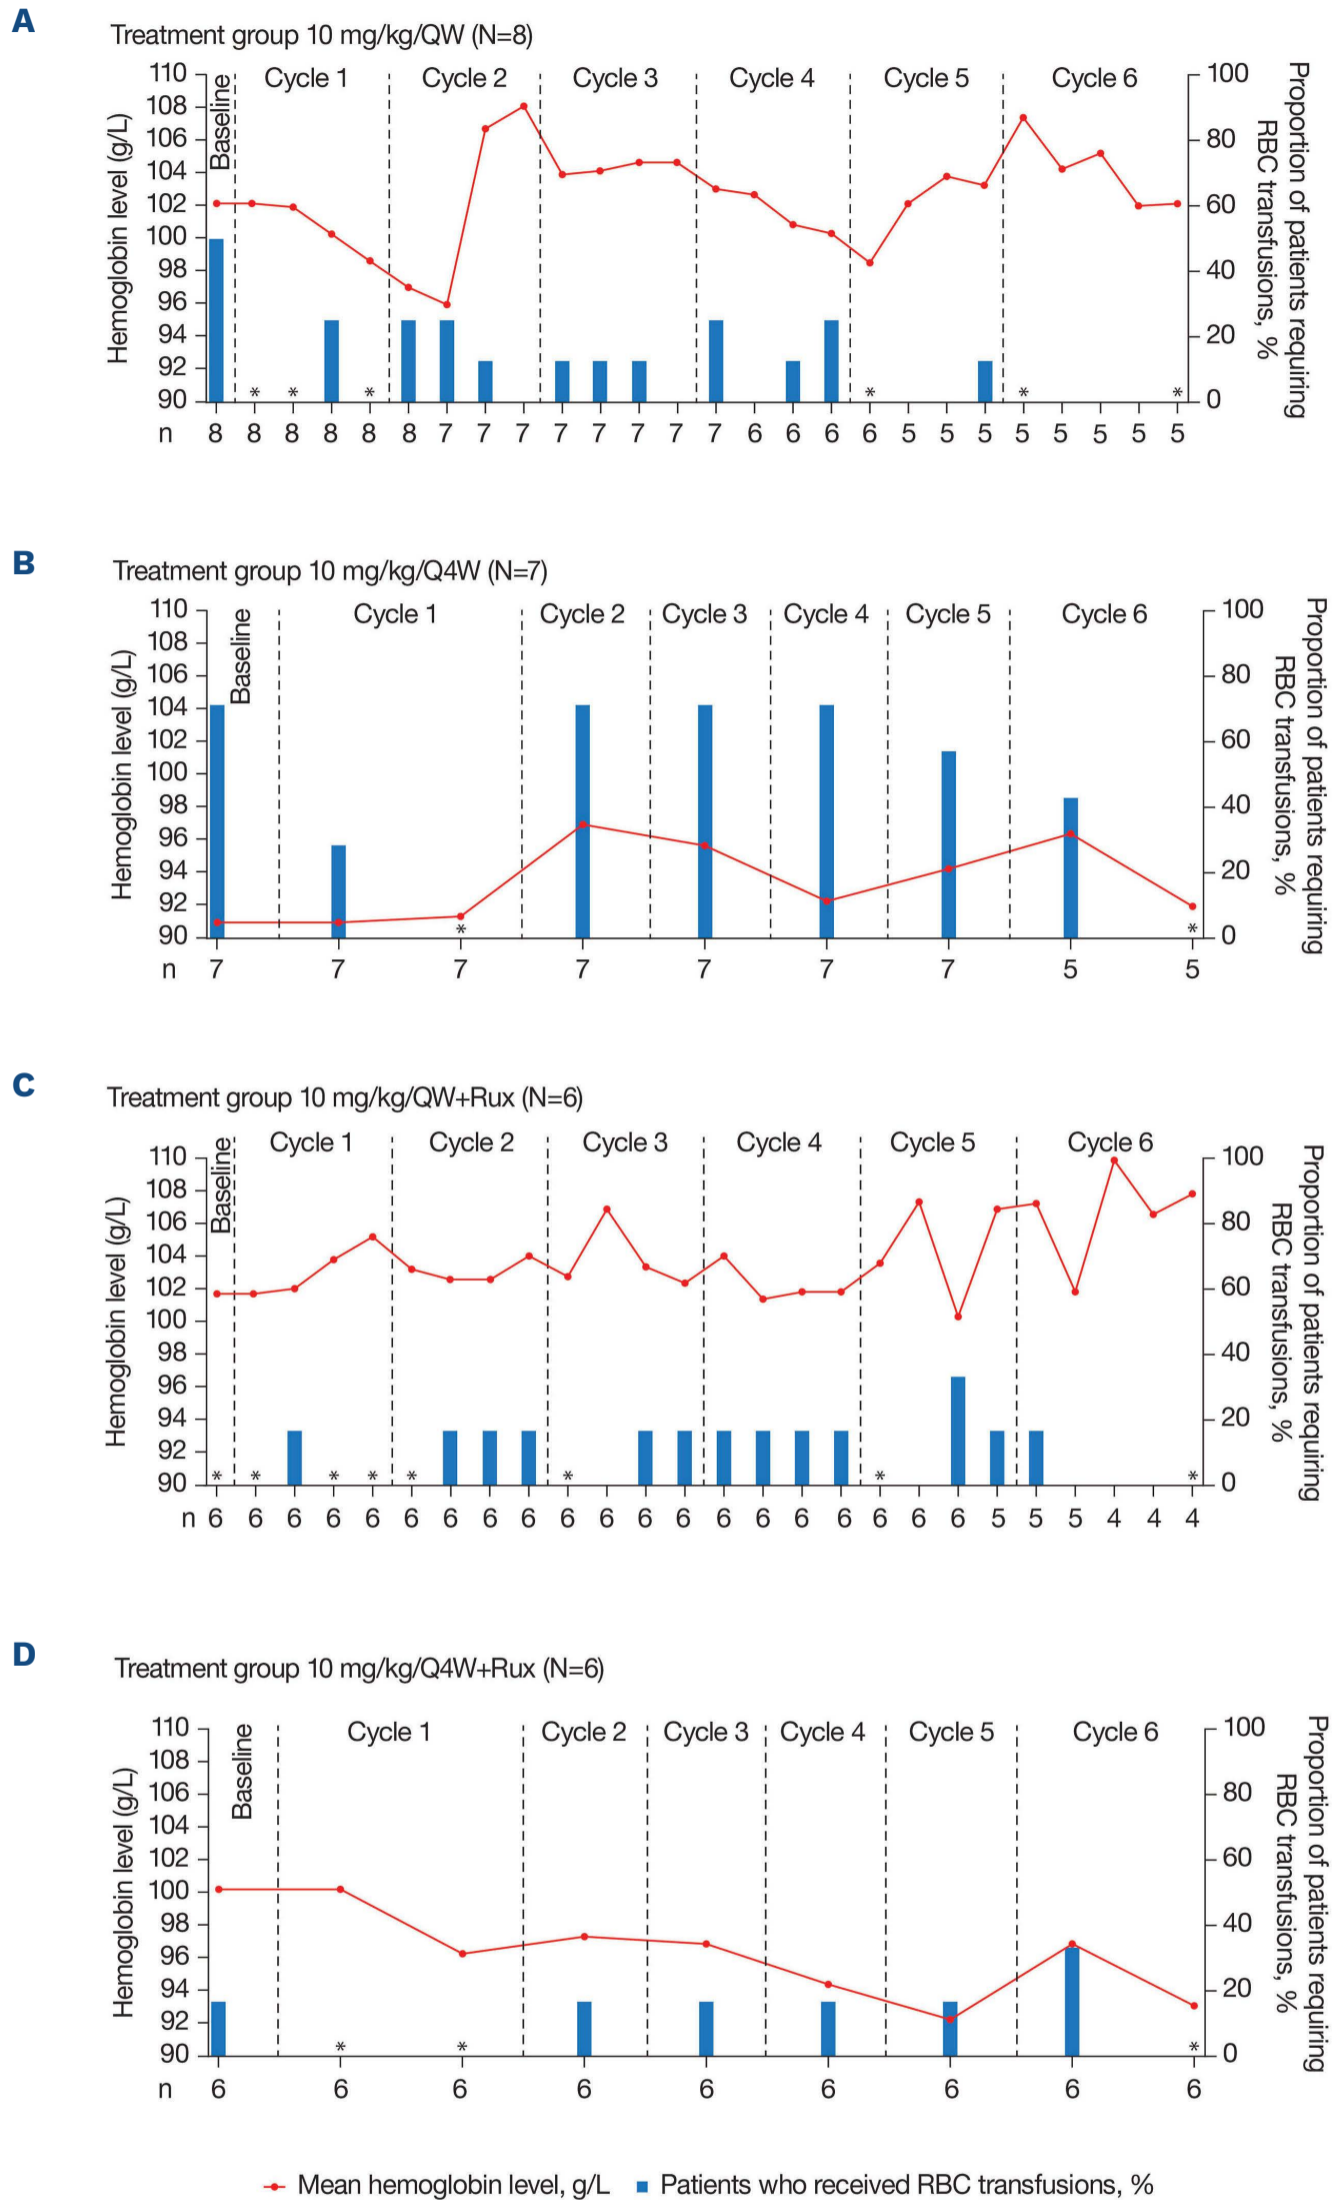 A
Treatment group 10 mg/kg/QW (N=8)
Baseline
Cycle 1 Cycle 2 Cycle 3 Cycle 4 Cycle 5 Cycle 6
Hemoglobin level (g/L)
110
108
106
104
102
100
98
96
94
92
90
100
80
60
40
20
0
Proportion of patients requiring
RBC transfusions, %
* * * * * *
n 8 8 8 8 8 8 7 7 7 7 7 7 7 7 6 6 6 6 5 5 5 5 5 5 5 5
B
Treatment group 10 mg/kg/Q4W (N=7)
Baseline
Cycle 1 Cycle 2 Cycle 3 Cycle 4 Cycle 5 Cycle 6
Hemoglobin level (g/L)
110
108
106
104
102
100
98
96
94
92
90
100
80
60
40
20
0
Proportion of patients requiring
RBC transfusions, %
* *
n 7 7 7 7 7 7 7 5 5
C
Treatment group 10 mg/kg/QW+Rux (N=6)
Baseline
Cycle 1 Cycle 2 Cycle 3 Cycle 4 Cycle 5 Cycle 6
Hemoglobin level (g/L)
110
108
106
104
102
100
98
96
94
92
90
100
80
60
40
20
0
Proportion of patients requiring
RBC transfusions, %
* * * * * * * *
n 6 6 6 6 6 6 6 6 6 6 6 6 6 6 6 6 6 6 6 6 5 5 5 4 4 4
D
Treatment group 10 mg/kg/Q4W+Rux (N=6)
Baseline
Cycle 1 Cycle 2 Cycle 3 Cycle 4 Cycle 5 Cycle 6
Hemoglobin level (g/L)
110
108
106
104
102
100
98
96
94
92
90
100
80
60
40
20
0
Proportion of patients requiring
RBC transfusions, %
* * *
n 6 6 6 6 6 6 6 6 6
Mean hemoglobin level, g/L Patients who received RBC transfusions, %